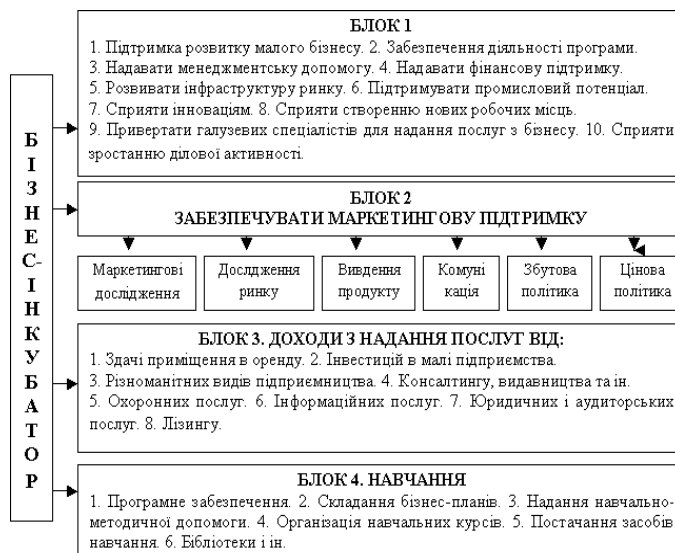 БІЗНЕС-ІНКУБАТОР
БЛОК 1
1. Підтримка розвитку малого бізнесу. 2. Забезпечення діяльності програми.
3. Надавати менеджментську допомогу. 4. Надавати фінансову підтримку.
5. Розвивати інфраструктуру ринку. 6. Підтримувати промисловий потенціал.
7. Сприяти інноваціям. 8. Сприяти створенню нових робочих місць.
9. Привертати галузевих спеціалістів для надання послуг з бізнесу. 10. Сприяти
зростанню ділової активності.
БЛОК 2
ЗАБЕЗПЕЧУВАТИ МАРКЕТИНГОВУ ПІДТРИМКУ
Маркетингові
дослідження
Дослдження
ринку
Вивдення
продукту
Комуні
кація
Збутова
політика
Цінова
політика
БЛОК 3. ДОХОДИ З НАДАННЯ ПОСЛУГ ВІД:
1. Здачі приміщення в оренду. 2. Інвестицій в малі підприємства.
3. Різноманітних видів підприємництва. 4. Консалтингу, видавництва та ін.
5. Охоронних послуг. 6. Інформаційних послуг. 7. Юридичних і аудиторських
послуг. 8. Лізингу.
БЛОК 4. НАВЧАННЯ
1. Програмне забезпечення. 2. Складання бізнес-планів. 3. Надання навчально-
методичної допомоги. 4. Організація навчальних курсів. 5. Постачання засобів
навчання. 6. Бібліотеки і ін.